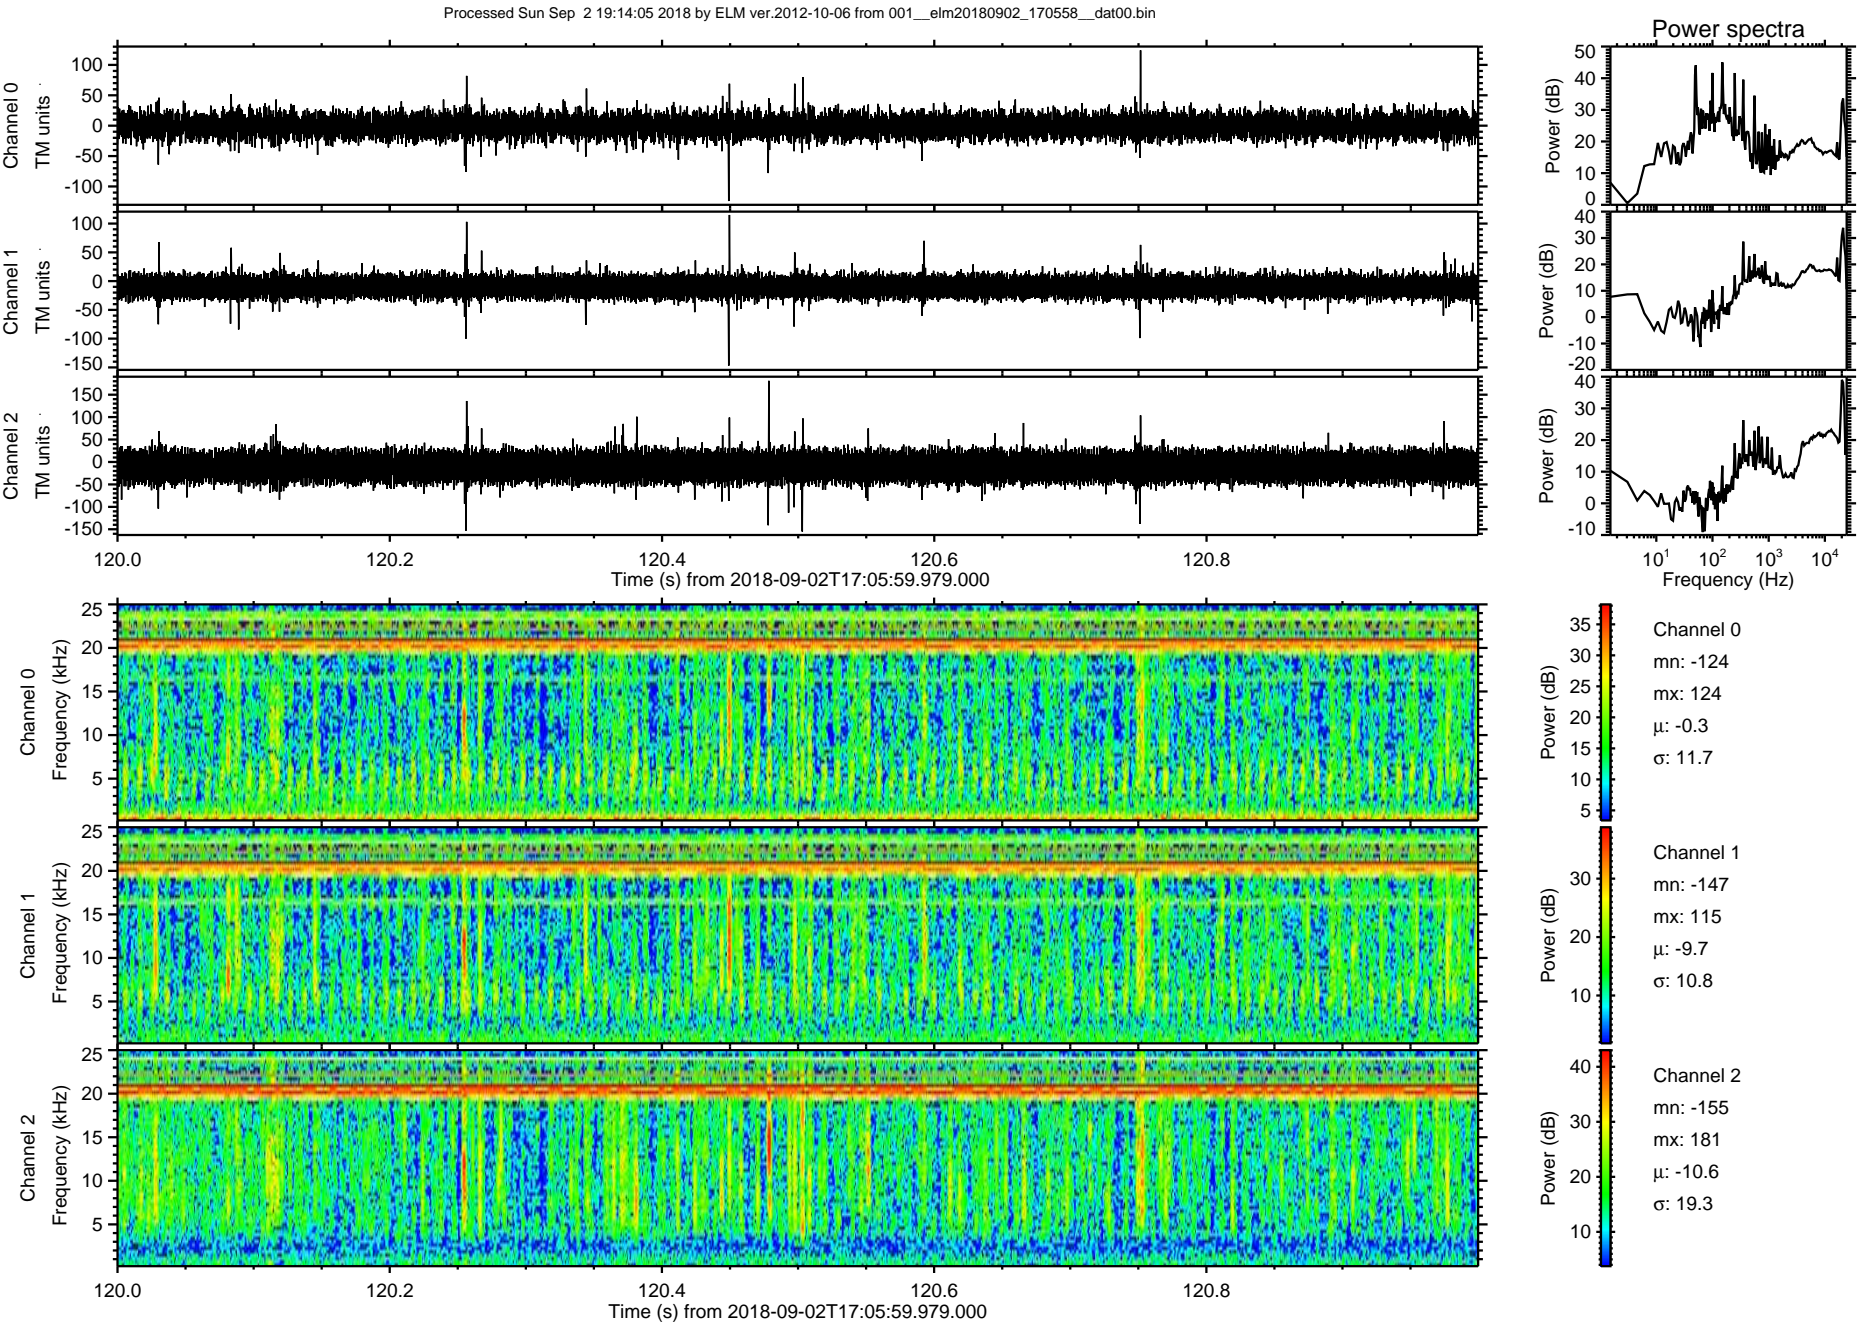 Processed Sun Sep  2 19:14:05 2018 by ELM ver.2012-10-06 from 001__elm20180902_170558__dat00.bin
Power spectra
Channel 0
TM units
100
50
0
-50
-100
Power (dB)
50
40
30
20
10
0
Channel 1
TM units
100
50
0
-50
-100
-150
Power (dB)
40
30
20
10
0
-10
-20
Channel 2
TM units
150
100
50
0
-50
-100
-150
Power (dB)
40
30
20
10
0
-10
120.0 120.2 120.4 120.6 120.8
Time (s) from 2018-09-02T17:05:59.979.000
10^1 10^2 10^3 10^4
Frequency (Hz)
Channel 0
Frequency (kHz)
25
20
15
10
5
Power (dB)
35
30
25
20
15
10
5
Channel 0
mn: -124
mx: 124
μ: -0.3
σ: 11.7
Channel 1
Frequency (kHz)
25
20
15
10
5
Power (dB)
30
20
10
Channel 1
mn: -147
mx: 115
μ: -9.7
σ: 10.8
Channel 2
Frequency (kHz)
25
20
15
10
5
Power (dB)
40
30
20
10
Channel 2
mn: -155
mx: 181
μ: -10.6
σ: 19.3
120.0 120.2 120.4 120.6 120.8
Time (s) from 2018-09-02T17:05:59.979.000